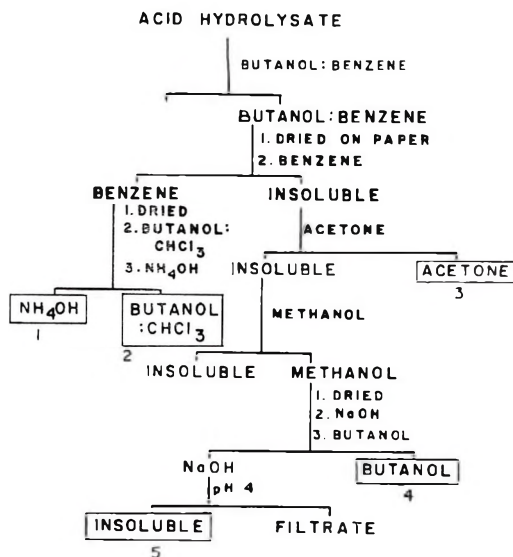 ACID HYDROLYSATE
BUTANOL: BENZENE
BUTANOL: BENZENE
1. DRIED ON PAPER
2. BENZENE
BENZENE
INSOLUBLE
1. DRIED
2. BUTANOL:
CHCl3
3. NH4OH
ACETONE
INSOLUBLE
ACETONE
3
NH4OH
1
BUTANOL
:CHCl3
2
METHANOL
INSOLUBLE
METHANOL
1. DRIED
2. NaOH
3. BUTANOL
NaOH
BUTANOL
4
pH 4
INSOLUBLE
5
FILTRATE